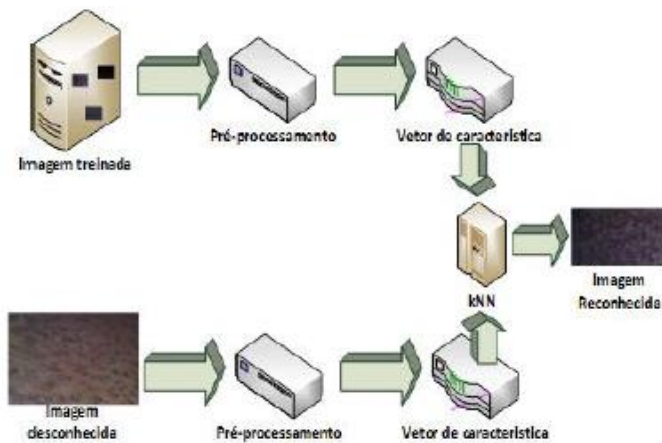 Imagem treinada
Pré-processamento
Vetor de característica
kNN
Imagem
Reconhecida
Imagem
desconhecida
Pré-processamento
Vetor de característica